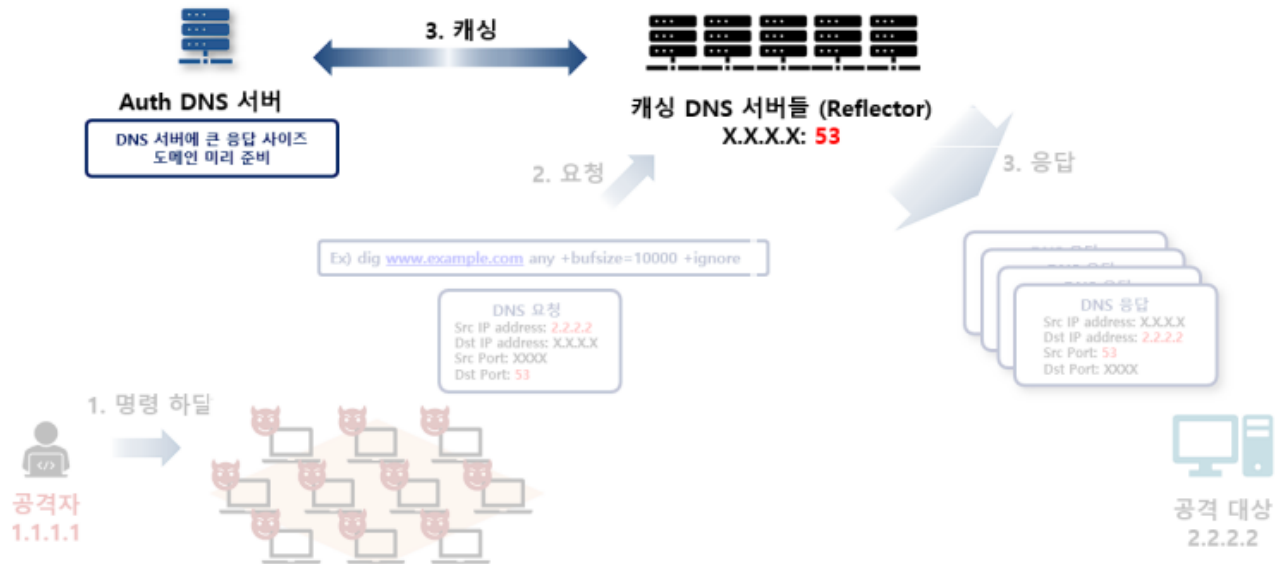 3. 캐싱
Auth DNS 서버
DNS 서버에 큰 응답 사이즈
도메인 미리 준비
캐싱 DNS 서버들 (Reflector)
X.X.X.X: 53
2. 요청
3. 응답
Ex) dig www.example.com any +bufsize=10000 +ignore
DNS 요청
Src IP address: 2.2.2.2
Dst IP address: X.X.X.X
Src Port: XXXX
Dst Port: 53
DNS 응답
Src IP address: X.X.X.X
Dst IP address: 2.2.2.2
Src Port: 53
Dst Port: XXXX
1. 명령 하달
</>
공격자
1.1.1.1
공격 대상
2.2.2.2